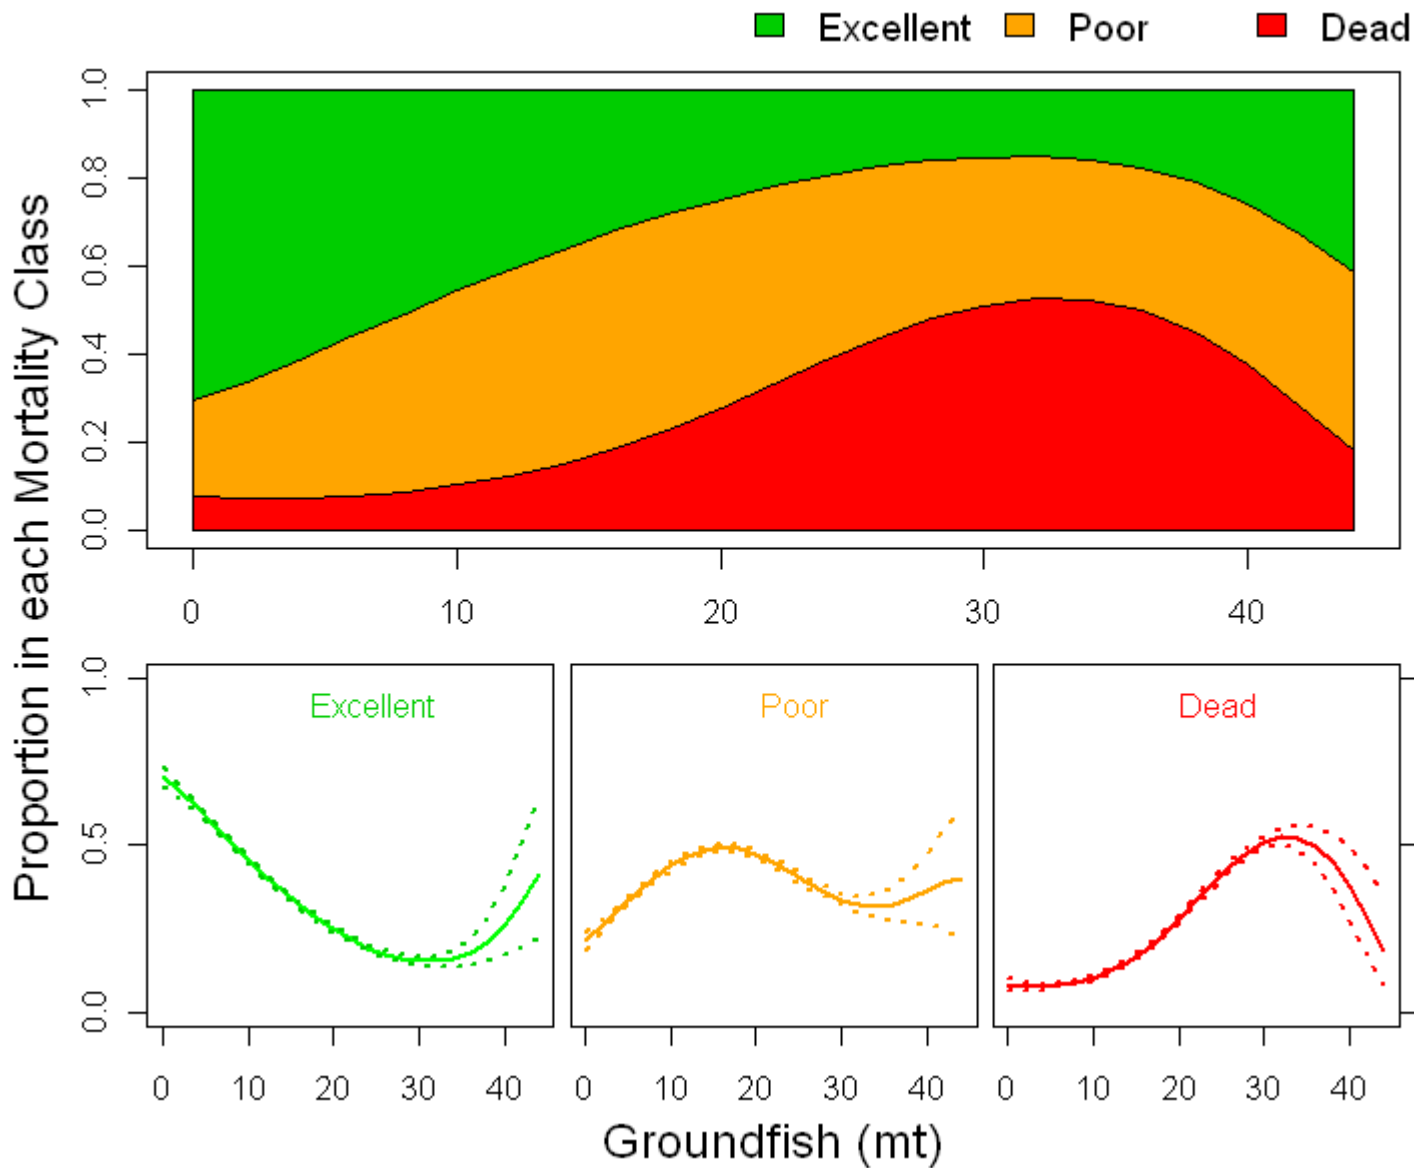 Excellent Poor Dead
Proportion in each Mortality Class
1.0
0.8
0.6
0.4
0.2
0.0
0 10 20 30 40
1.0
0.5
0.0
Excellent
Poor
Dead
0 10 20 30 40 0 10 20 30 40 0 10 20 30 40
Groundfish (mt)